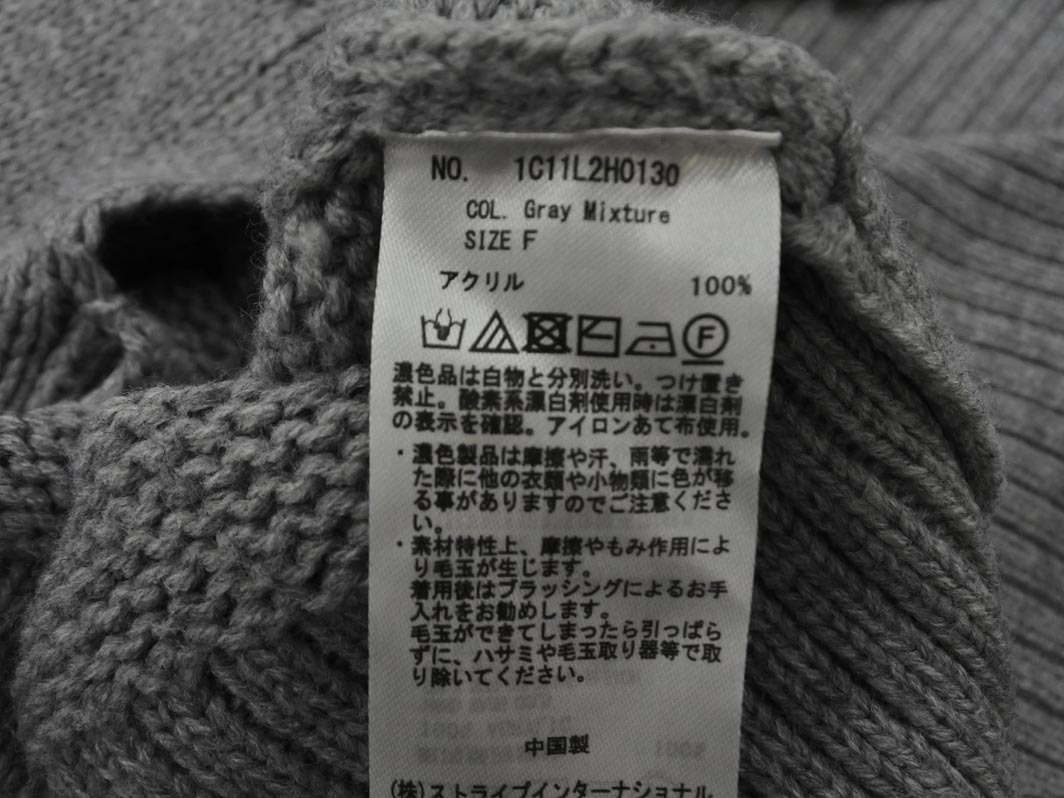 NO. 1C11L2H0130
COL. Gray Mixture
SIZE F
アクリル 100%
F
濃色品は白物と分別洗い。つけ置き
禁止。酸素系漂白剤使用時は漂白剤
の表示を確認。アイロンあて布使用。
・濃色製品は摩擦や汗、雨等で濡れ
た際に他の衣類や小物類に色が移
る事がありますのでご注意くださ
い。
・素材特性上、摩擦やもみ作用によ
り毛玉が生じます。
着用後はブラッシングによるお手
入れをお勧めします。
毛玉ができてしまったら引っぱら
ずに、ハサミや毛玉取り器等で取
り除いてください。
中国製
(株)ストライプインターナショナル